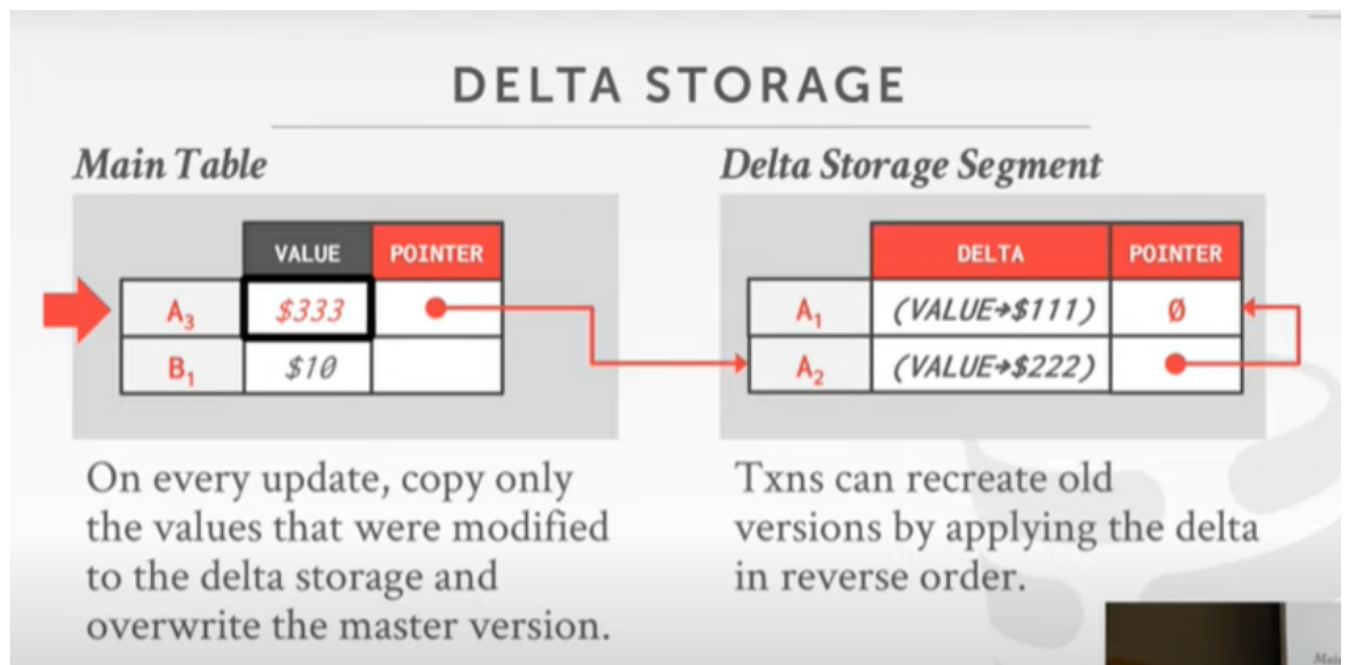 DELTA STORAGE
Main Table
VALUE POINTER
A₃ $333
B₁ $10
On every update, copy only
the values that were modified
to the delta storage and
overwrite the master version.
Delta Storage Segment
DELTA POINTER
A₁ (VALUE→$111) Ø
A₂ (VALUE→$222)
Txns can recreate old
versions by applying the delta
in reverse order.